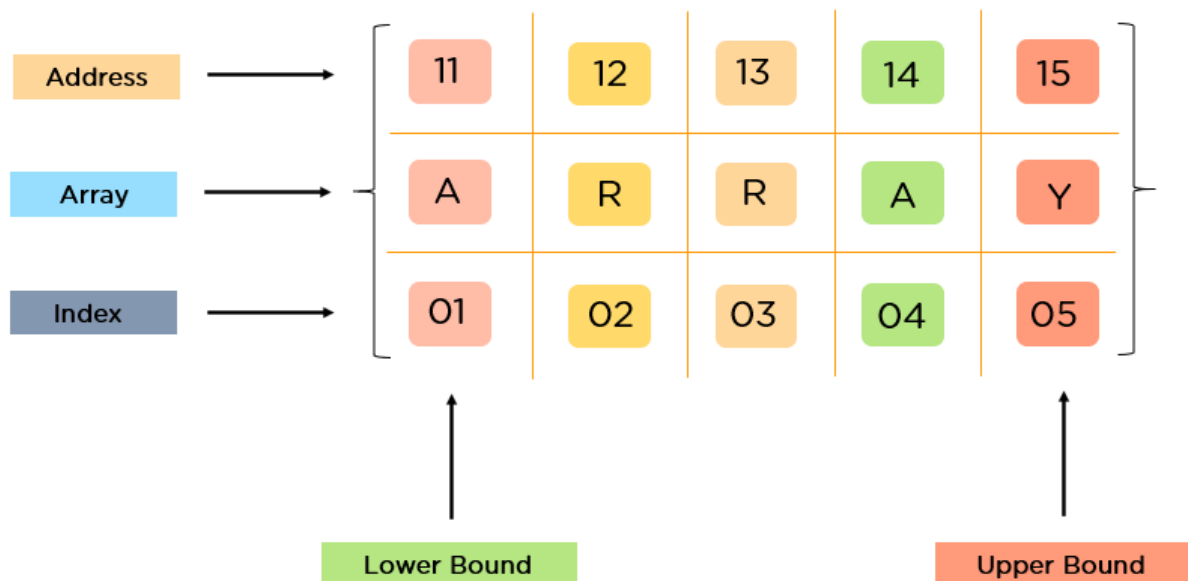 Address 11 12 13 14 15
Array A R R A Y
Index 01 02 03 04 05
Lower Bound Upper Bound